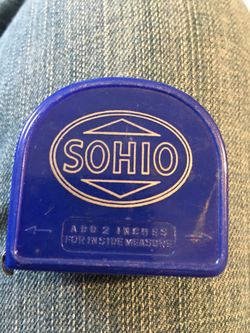 SOHIO
ADD 2 INCHES
FOR INSIDE MEASURE